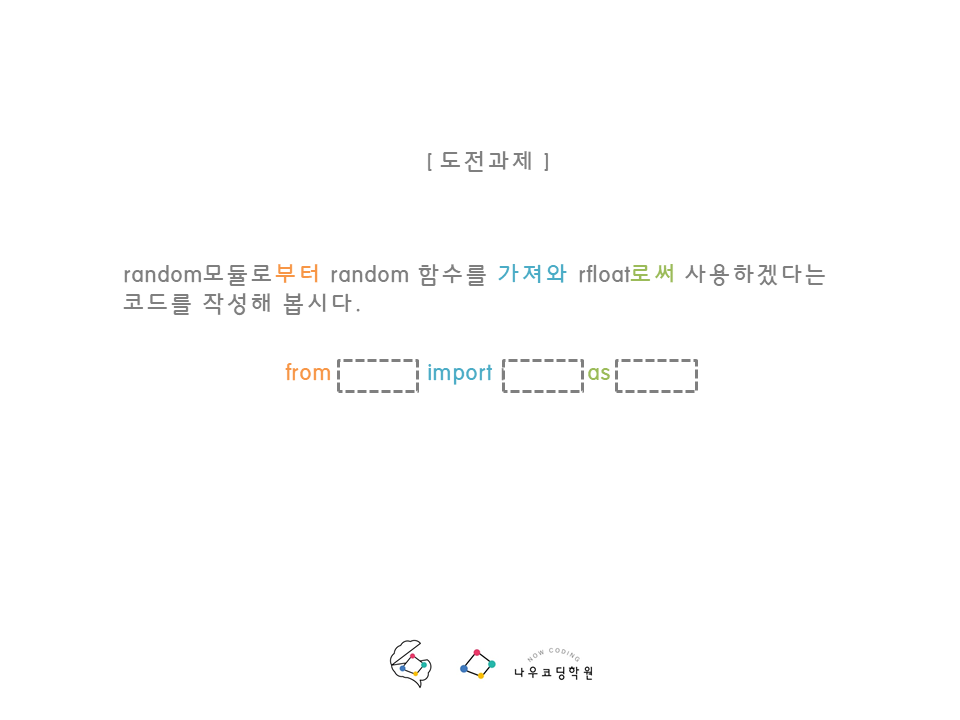 [ 도전과제 ]
random모듈로부터 random 함수를 가져와 rfloat로써 사용하겠다는
코드를 작성해 봅시다.
from import as
NOW CODING
나우코딩학원